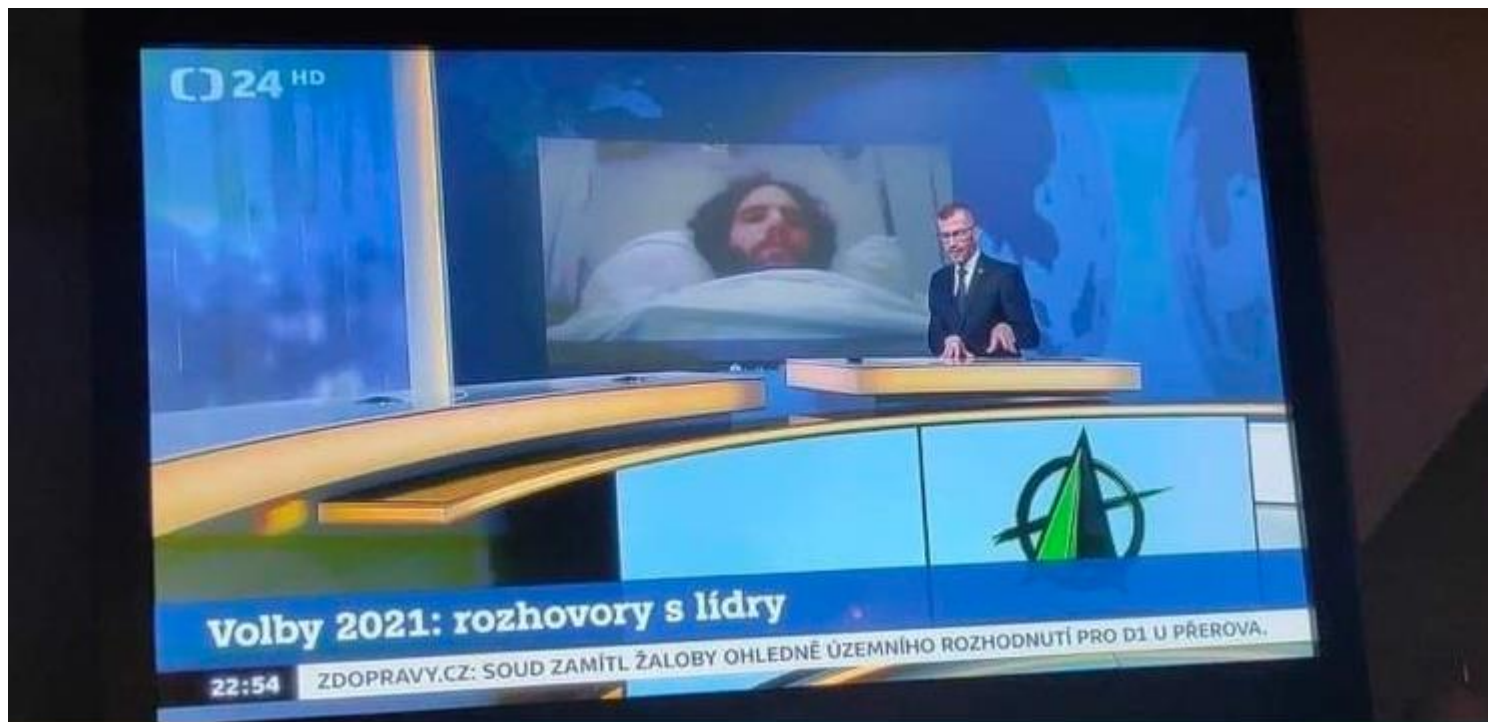 24 HD
Volby 2021: rozhovory s lídry
22:54
ZDOPRAVY.CZ: SOUD ZAMÍTL ŽALOBY OHLEDNĚ ÚZEMNÍHO ROZHODNUTÍ PRO D1 U PŘEROVA.